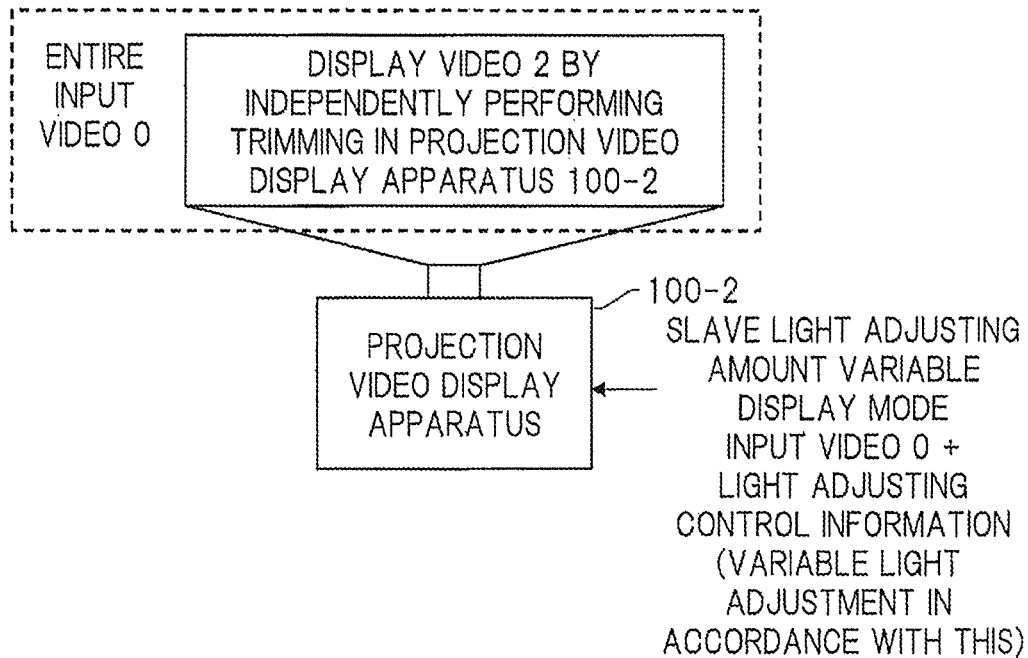 ENTIRE
INPUT
VIDEO 0
DISPLAY VIDEO 2 BY
INDEPENDENTLY PERFORMING
TRIMMING IN PROJECTION VIDEO
DISPLAY APPARATUS 100-2
100-2
PROJECTION
VIDEO DISPLAY
APPARATUS
SLAVE LIGHT ADJUSTING
AMOUNT VARIABLE
DISPLAY MODE
INPUT VIDEO 0 +
LIGHT ADJUSTING
CONTROL INFORMATION
(VARIABLE LIGHT
ADJUSTMENT IN
ACCORDANCE WITH THIS)